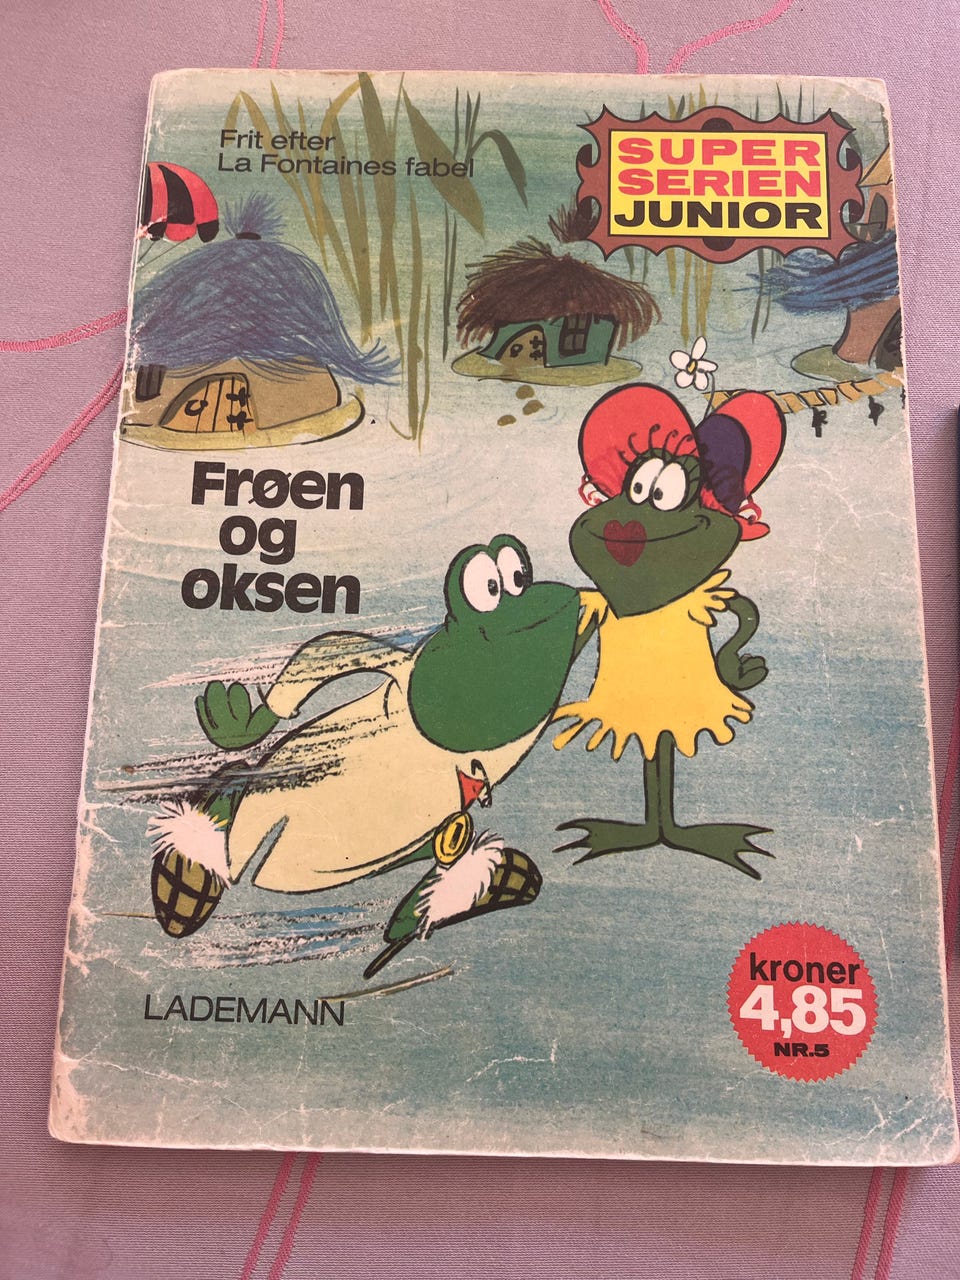 Frit efter
La Fontaines fabel
SUPER
SERIEN
JUNIOR
Frøen
og
oksen
LADEMANN
kroner
4,85
NR.5